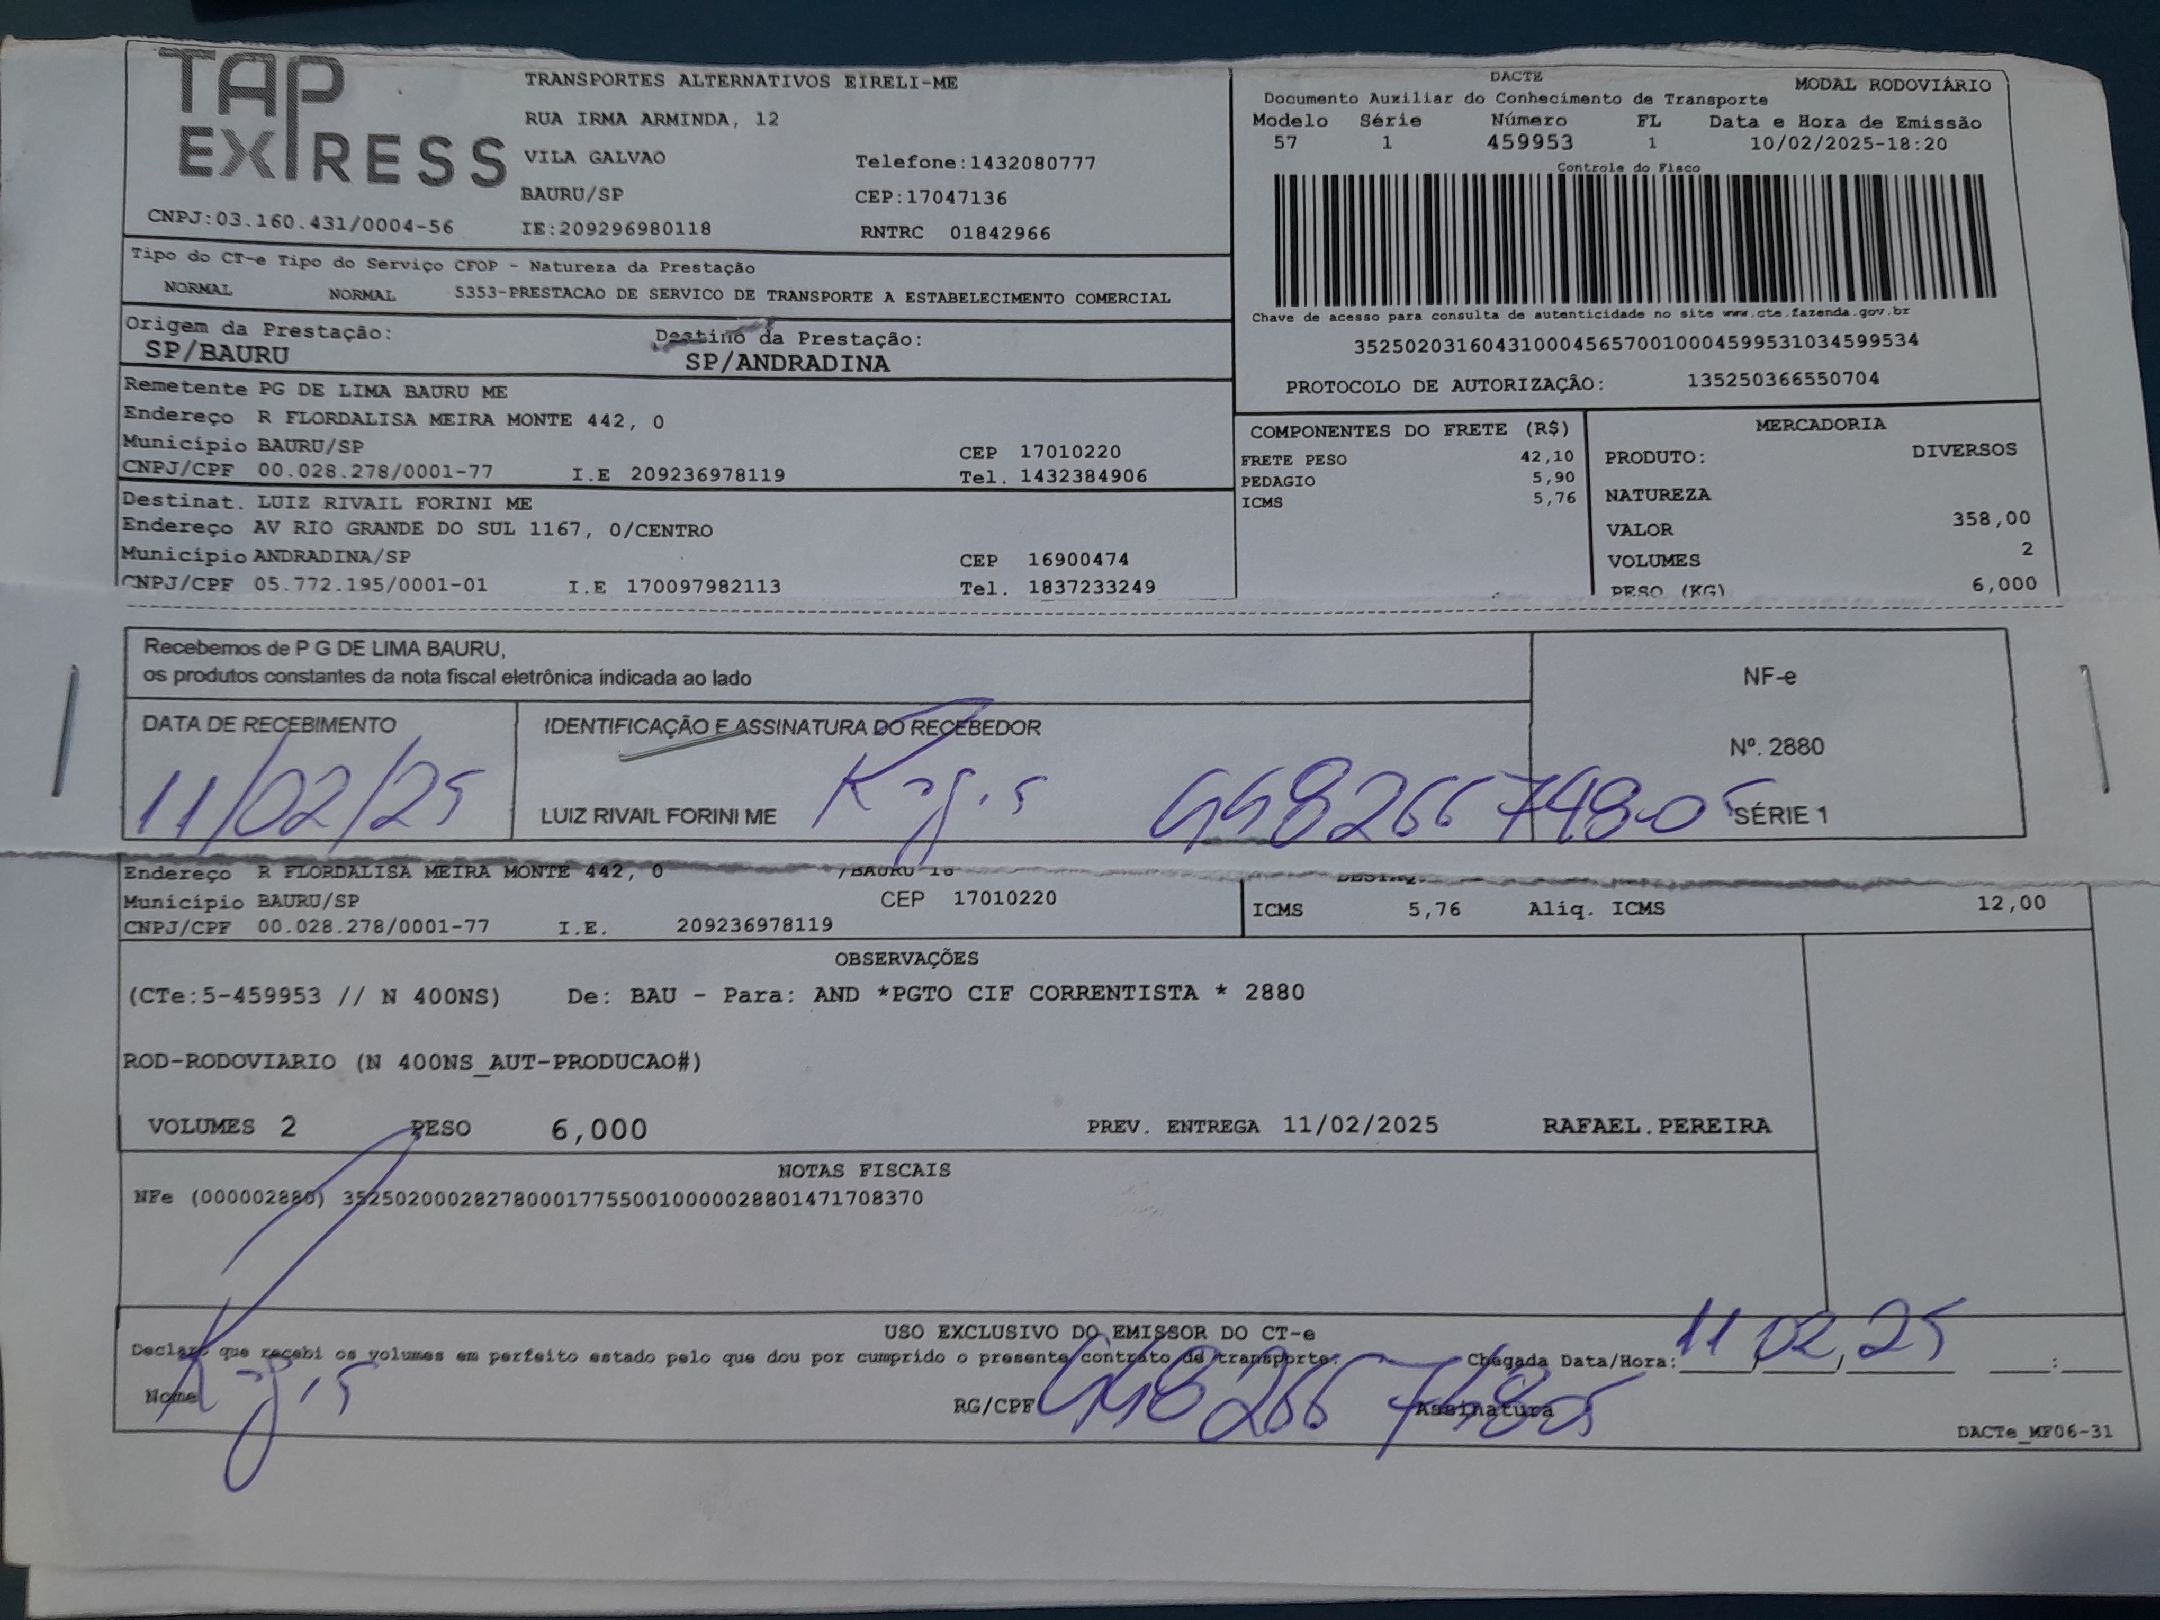 TAP EXPRESS
TRANSPORTES ALTERNATIVOS EIRELI-ME
RUA IRMA ARMINDA, 12
VILA GALVAO Telefone:1432080777
BAURU/SP CEP:17047136
CNPJ:03.160.431/0004-56 IE:209296980118 RNTRC 01842966
DACTE MODAL RODOVIÁRIO
Documento Auxiliar do Conhecimento de Transporte
Modelo Série Número FL Data e Hora de Emissão
57 1 459953 1 10/02/2025-18:20
Controle do Fisco
Chave de acesso para consulta de autenticidade no site www.cte.fazenda.gov.br
35250203160431000456570010004599531034599534
PROTOCOLO DE AUTORIZAÇÃO: 135250366550704
Tipo do CT-e Tipo do Serviço CFOP - Natureza da Prestação
NORMAL NORMAL 5353-PRESTACAO DE SERVICO DE TRANSPORTE A ESTABELECIMENTO COMERCIAL
Origem da Prestação: Destino da Prestação:
SP/BAURU SP/ANDRADINA
Remetente PG DE LIMA BAURU ME
Endereço R FLORDALISA MEIRA MONTE 442, 0
Município BAURU/SP CEP 17010220
CNPJ/CPF 00.028.278/0001-77 I.E 209236978119 Tel. 1432384906
Destinat. LUIZ RIVAIL FORINI ME
Endereço AV RIO GRANDE DO SUL 1167, 0/CENTRO
Município ANDRADINA/SP CEP 16900474
CNPJ/CPF 05.772.195/0001-01 I.E 170097982113 Tel. 1837233249
COMPONENTES DO FRETE (R$)
FRETE PESO 42,10
PEDAGIO 5,90
ICMS 5,76
MERCADORIA
PRODUTO: DIVERSOS
NATUREZA
VALOR 358,00
VOLUMES 2
PESO (KG) 6,000
Recebemos de P G DE LIMA BAURU,
os produtos constantes da nota fiscal eletrônica indicada ao lado
DATA DE RECEBIMENTO IDENTIFICAÇÃO E ASSINATURA DO RECEBEDOR
11/02/25
LUIZ RIVAIL FORINI ME 44826674805
NF-e
Nº. 2880
SÉRIE 1
Endereço R FLORDALISA MEIRA MONTE 442, 0 /BAURU 16
Município BAURU/SP CEP 17010220
CNPJ/CPF 00.028.278/0001-77 I.E. 209236978119
ICMS 5,76 Aliq. ICMS 12,00
OBSERVAÇÕES
(CTe:5-459953 // N 400NS) De: BAU - Para: AND *PGTO CIF CORRENTISTA * 2880
ROD-RODOVIARIO (N 400NS_AUT-PRODUCAO#)
VOLUMES 2 PESO 6,000 PREV. ENTREGA 11/02/2025 RAFAEL.PEREIRA
NOTAS FISCAIS
NFe (000002880) 35250200028278000177550010000028801471708370
USO EXCLUSIVO DO EMISSOR DO CT-e
Declaro que recebi os volumes em perfeito estado pelo que dou por cumprido o presente contrato de transporte. Chegada Data/Hora: 11/02/25 :
Nome RG/CPF 44826674805 Assinatura
DACTe_MF06-31